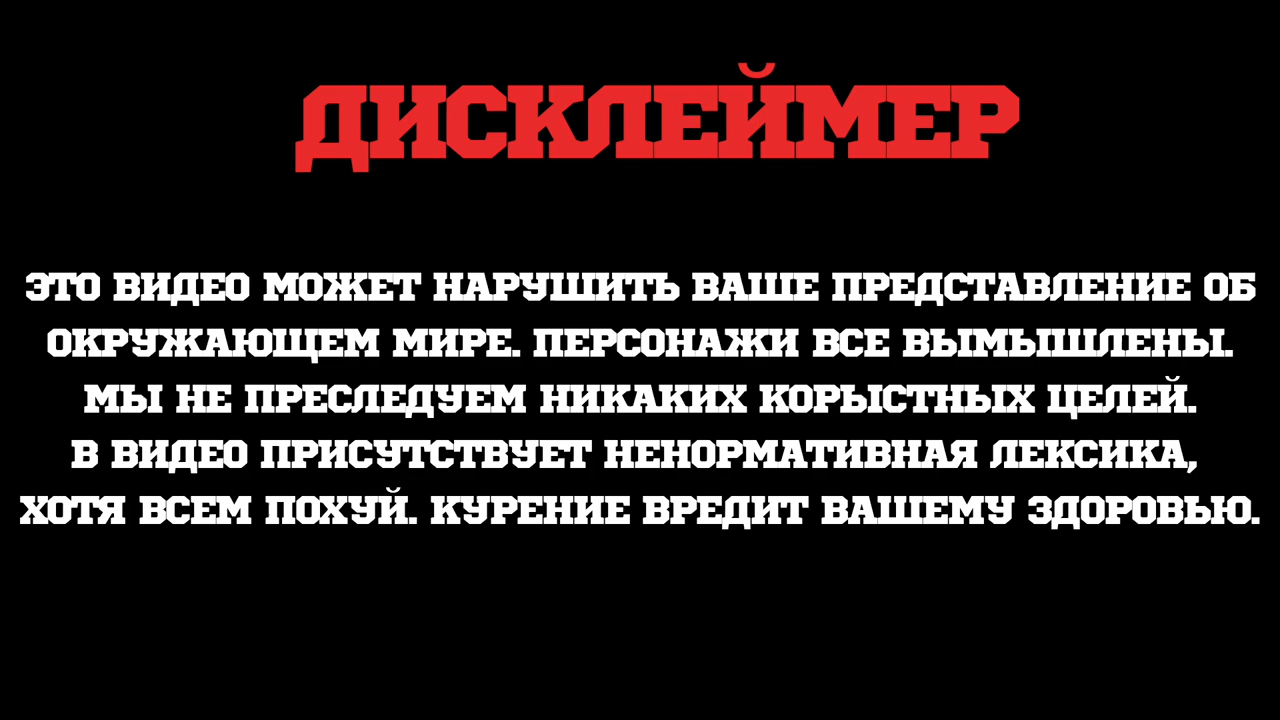 ДИСКЛЕЙМЕР
ЭТО ВИДЕО МОЖЕТ НАРУШИТЬ ВАШЕ ПРЕДСТАВЛЕНИЕ ОБ
ОКРУЖАЮЩЕМ МИРЕ. ПЕРСОНАЖИ ВСЕ ВЫМЫШЛЕНЫ.
МЫ НЕ ПРЕСЛЕДУЕМ НИКАКИХ КОРЫСТНЫХ ЦЕЛЕЙ.
В ВИДЕО ПРИСУТСТВУЕТ НЕНОРМАТИВНАЯ ЛЕКСИКА,
ХОТЯ ВСЕМ ПОХУЙ. КУРЕНИЕ ВРЕДИТ ВАШЕМУ ЗДОРОВЬЮ.